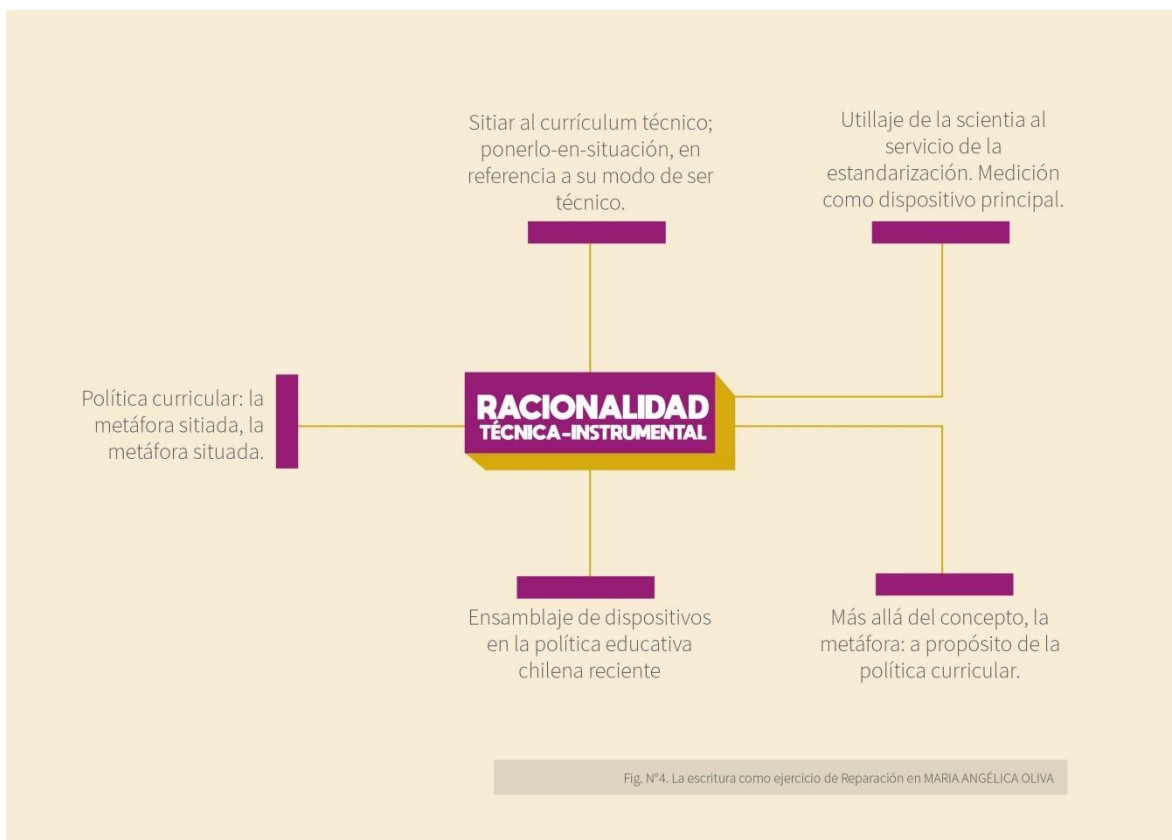 Sitiar al currículum técnico;
ponerlo-en-situación, en
referencia a su modo de ser
técnico.
Utillaje de la scientia al
servicio de la
estandarización. Medición
como dispositivo principal.
Política curricular: la
metáfora sitiada, la
metáfora situada.
RACIONALIDAD
TÉCNICA-INSTRUMENTAL
Ensamblaje de dispositivos
en la política educativa
chilena reciente
Más allá del concepto, la
metáfora: a propósito de la
política curricular.
Fig. N°4. La escritura como ejercicio de Reparación en MARIA ANGÉLICA OLIVA